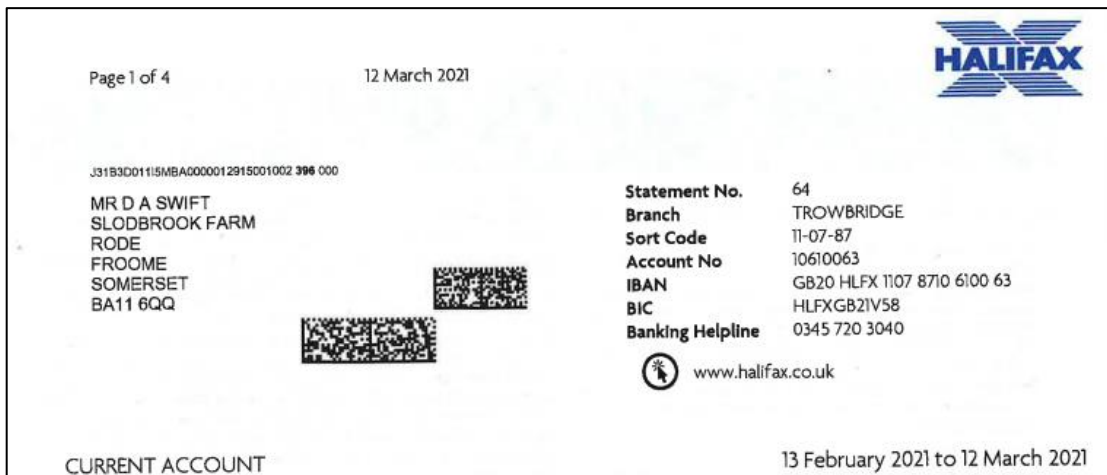 HALIFAX
Page 1 of 4 12 March 2021
J31B3D011I5MBA0000012915001002 396 000
MR D A SWIFT
SLODBROOK FARM
RODE
FROOME
SOMERSET
BA11 6QQ
Statement No. 64
Branch TROWBRIDGE
Sort Code 11-07-87
Account No 10610063
IBAN GB20 HLFX 1107 8710 6100 63
BIC HLFXGB21V58
Banking Helpline 0345 720 3040
www.halifax.co.uk
CURRENT ACCOUNT 13 February 2021 to 12 March 2021